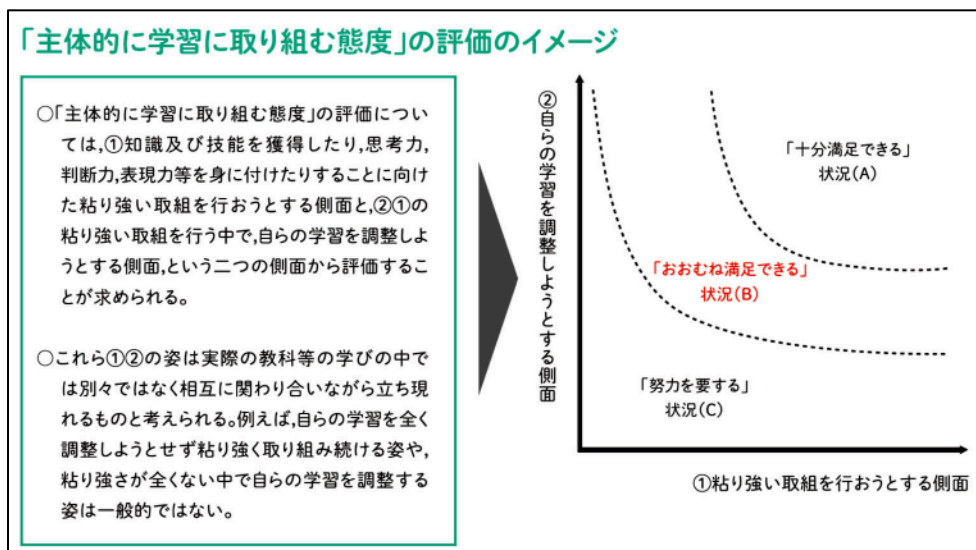 「主体的に学習に取り組む態度」の評価のイメージ
○「主体的に学習に取り組む態度」の評価につい
ては,①知識及び技能を獲得したり,思考力,
判断力,表現力等を身に付けたりすることに向け
た粘り強い取組を行おうとする側面と,②①の
粘り強い取組を行う中で,自らの学習を調整しよ
うとする側面,という二つの側面から評価するこ
とが求められる。
○これら①②の姿は実際の教科等の学びの中で
は別々ではなく相互に関わり合いながら立ち現
れるものと考えられる。例えば,自らの学習を全く
調整しようとせず粘り強く取り組み続ける姿や,
粘り強さが全くない中で自らの学習を調整する
姿は一般的ではない。
②自らの学習を調整しようとする側面
「十分満足できる」
状況(A)
「おおむね満足できる」
状況(B)
「努力を要する」
状況(C)
①粘り強い取組を行おうとする側面